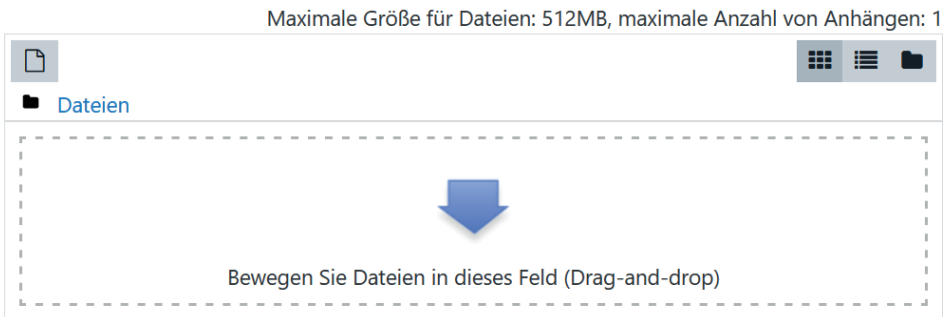 Maximale Größe für Dateien: 512MB, maximale Anzahl von Anhängen: 1
Dateien
Bewegen Sie Dateien in dieses Feld (Drag-and-drop)